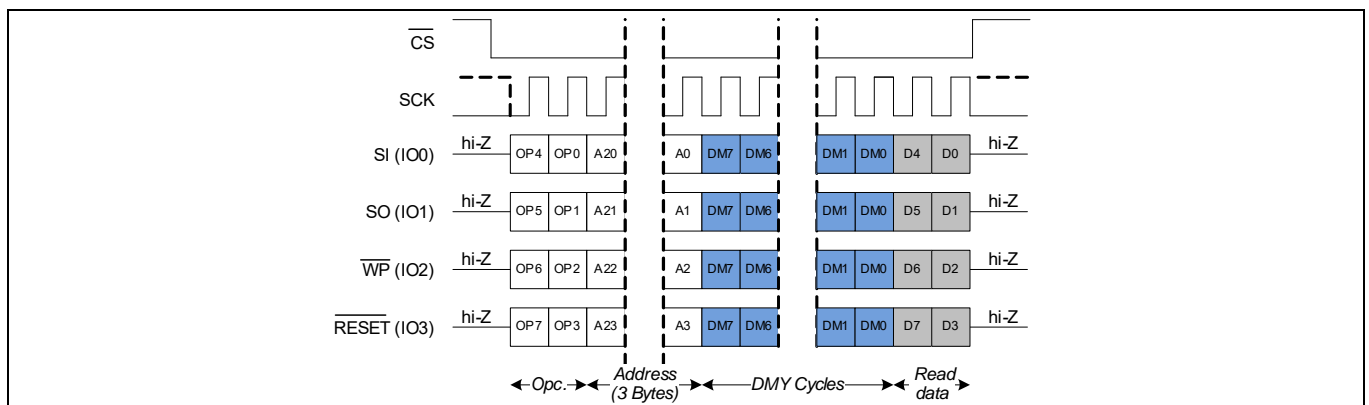 CS
SCK
SI (IO0) hi-Z OP4 OP0 A20 A0 DM7 DM6 DM1 DM0 D4 D0 hi-Z
SO (IO1) hi-Z OP5 OP1 A21 A1 DM7 DM6 DM1 DM0 D5 D1 hi-Z
WP (IO2) hi-Z OP6 OP2 A22 A2 DM7 DM6 DM1 DM0 D6 D2 hi-Z
RESET (IO3) hi-Z OP7 OP3 A23 A3 DM7 DM6 DM1 DM0 D7 D3 hi-Z
Opc. Address (3 Bytes) DMY Cycles Read data